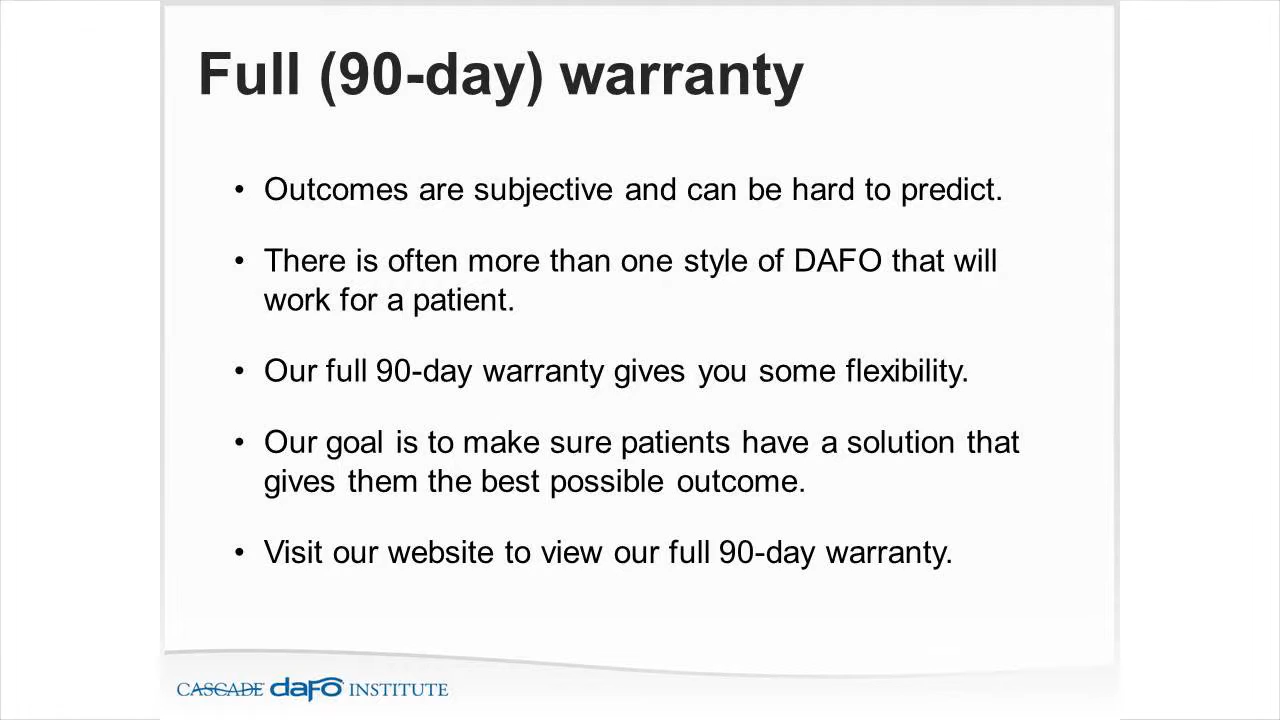 Full (90-day) warranty
• Outcomes are subjective and can be hard to predict.
• There is often more than one style of DAFO that will
work for a patient.
• Our full 90-day warranty gives you some flexibility.
• Our goal is to make sure patients have a solution that
gives them the best possible outcome.
• Visit our website to view our full 90-day warranty.
CASCADE dafo INSTITUTE